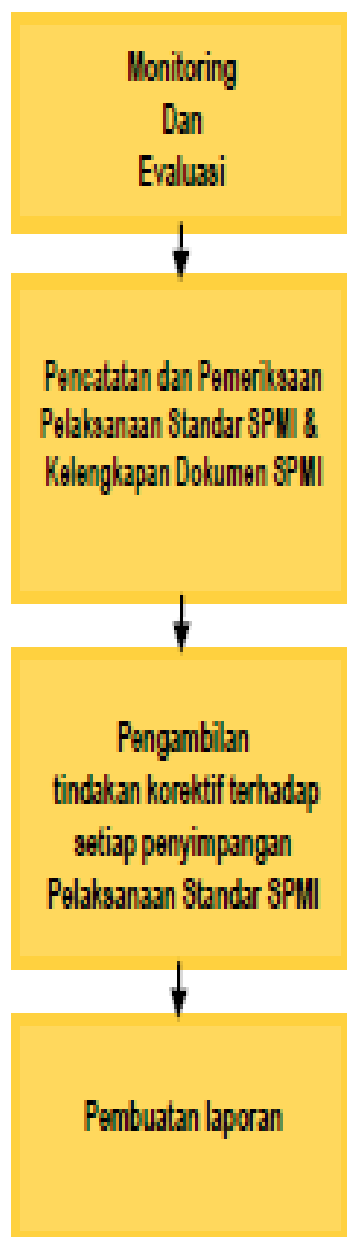 Monitoring
Dan
Evaluasi
Pencatatan dan Pemeriksaan
Pelaksanaan Standar SPMI &
Kelengkapan Dokumen SPMI
Pengambilan
tindakan korektif terhadap
setiap penyimpangan
Pelaksanaan Standar SPMI
Pembuatan laporan